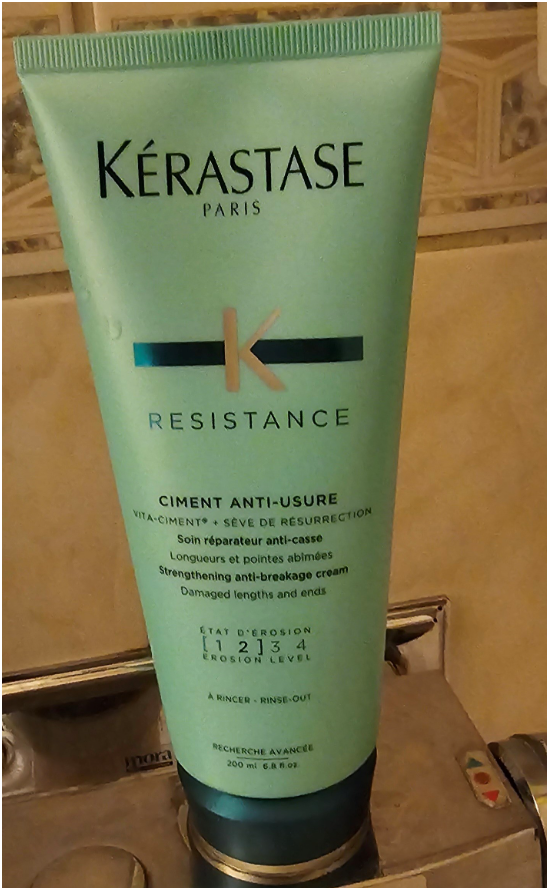 KÉRASTASE
PARIS
K
RESISTANCE
CIMENT ANTI-USURE
VITA-CIMENT® + SÈVE DE RÉSURRECTION
Soin réparateur anti-casse
Longueurs et pointes abîmées
Strengthening anti-breakage cream
Damaged lengths and ends
ÉTAT D'ÉROSION
[1 2] 3 4
EROSION LEVEL
À RINCER - RINSE-OUT
RECHERCHE AVANCÉE
200 ml 6.8 fl.oz.
mora